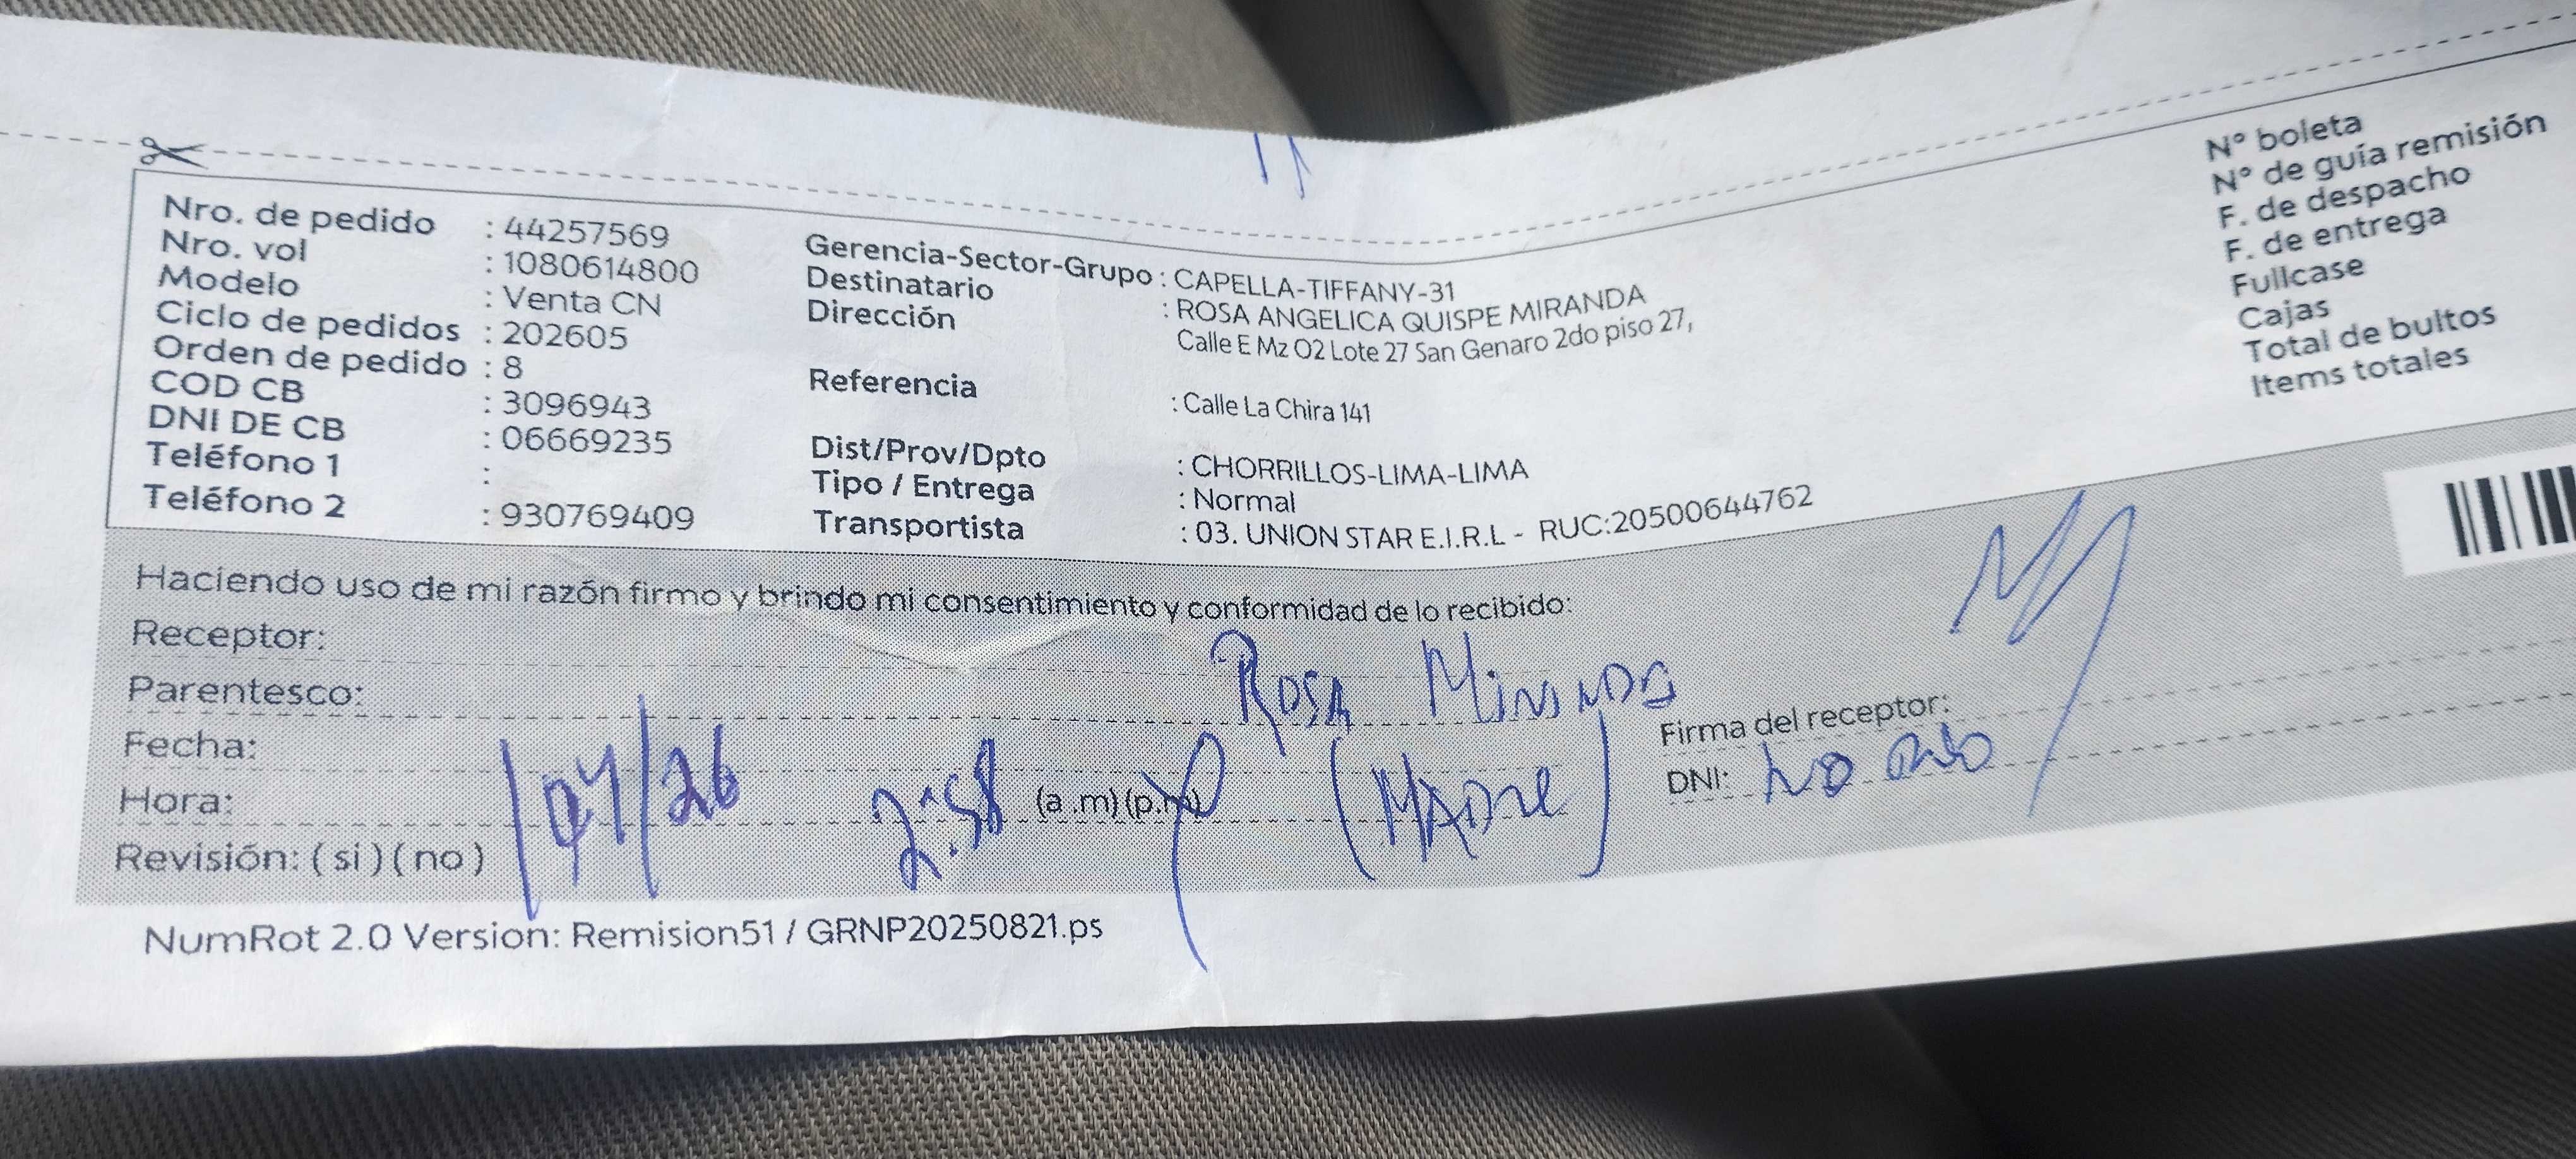 Nro. de pedido : 44257569
Nro. vol : 1080614800
Modelo : Venta CN
Ciclo de pedidos : 202605
Orden de pedido : 8
COD CB : 3096943
DNI DE CB : 06669235
Teléfono 1 :
Teléfono 2 : 930769409
Gerencia-Sector-Grupo : CAPELLA-TIFFANY-31
Destinatario : ROSA ANGELICA QUISPE MIRANDA
Dirección Calle E Mz O2 Lote 27 San Genaro 2do piso 27,
Referencia : Calle La Chira 141
Dist/Prov/Dpto : CHORRILLOS-LIMA-LIMA
Tipo / Entrega : Normal
Transportista : 03. UNION STAR E.I.R.L - RUC:20500644762
N° boleta
N° de guía remisión
F. de despacho
F. de entrega
Fullcase
Cajas
Total de bultos
Items totales
Haciendo uso de mi razón firmo y brindo mi consentimiento y conformidad de lo recibido:
Receptor: ROSA
Parentesco:
Fecha: /04/26
Hora: 2:58 (a.m)(p.m) (MADRE)
Revisión: (si)(no)
Firma del receptor:
DNI: NO
NumRot 2.0 Version: Remision51 / GRNP20250821.ps